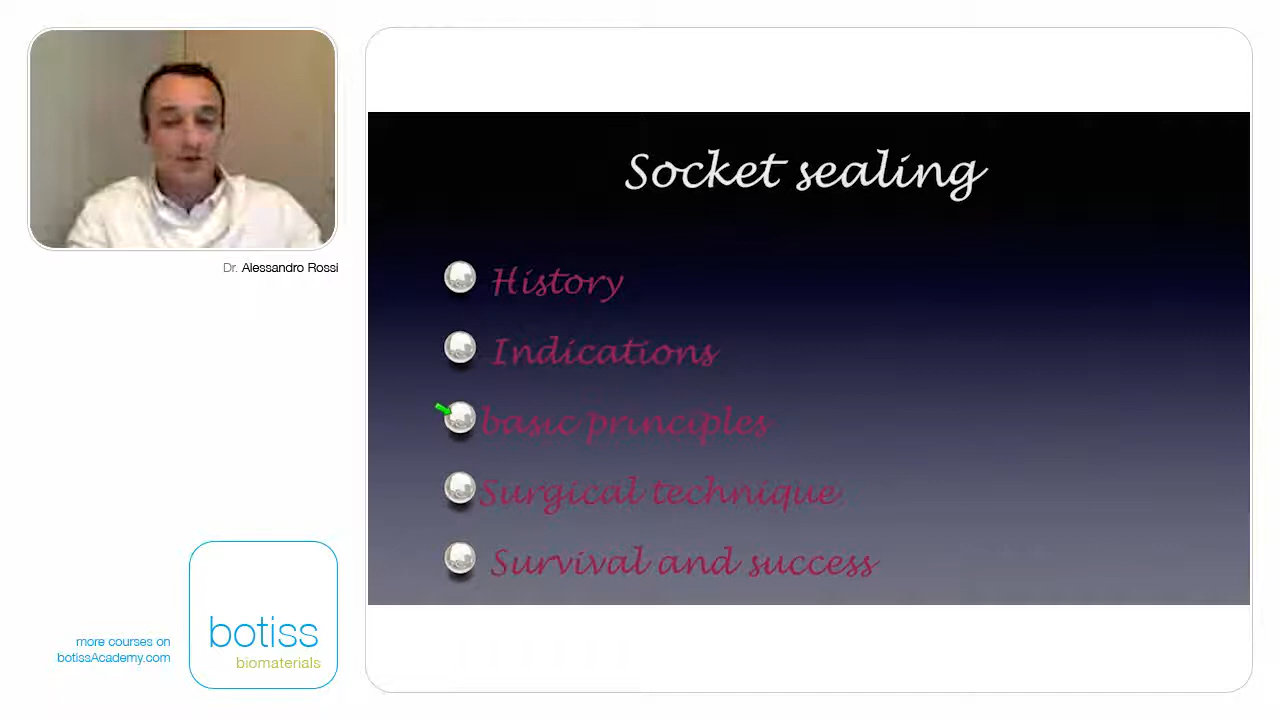 Dr. Alessandro Rossi
Socket sealing
History
Indications
basic principles
Surgical technique
Survival and success
more courses on
botissAcademy.com
botiss
biomaterials